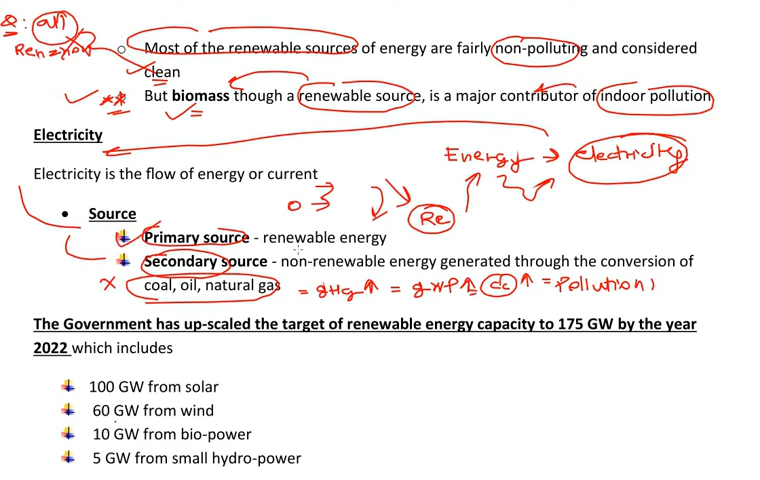 Q: all
Most of the renewable sources of energy are fairly non-polluting and considered
clean
But biomass though a renewable source, is a major contributor of indoor pollution
Electricity
Energy → electricity
Electricity is the flow of energy or current
Re
• Source
Primary source - renewable energy
Secondary source - non-renewable energy generated through the conversion of
coal, oil, natural gas
The Government has up-scaled the target of renewable energy capacity to 175 GW by the year
2022 which includes
100 GW from solar
60 GW from wind
10 GW from bio-power
5 GW from small hydro-power